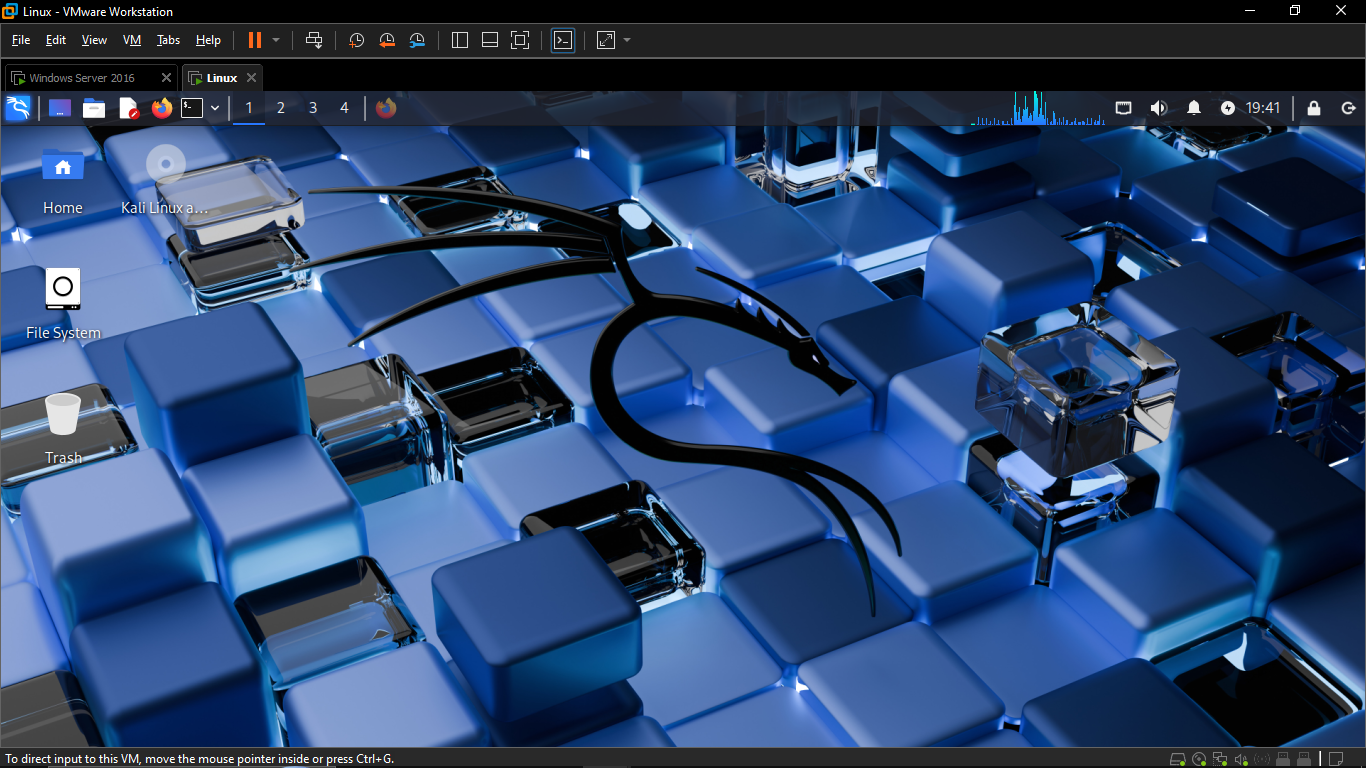 Linux - VMware Workstation
File Edit View VM Tabs Help
Windows Server 2016 Linux
1 2 3 4 19:41
Home Kali Linux a...
File System
Trash
To direct input to this VM, move the mouse pointer inside or press Ctrl+G.